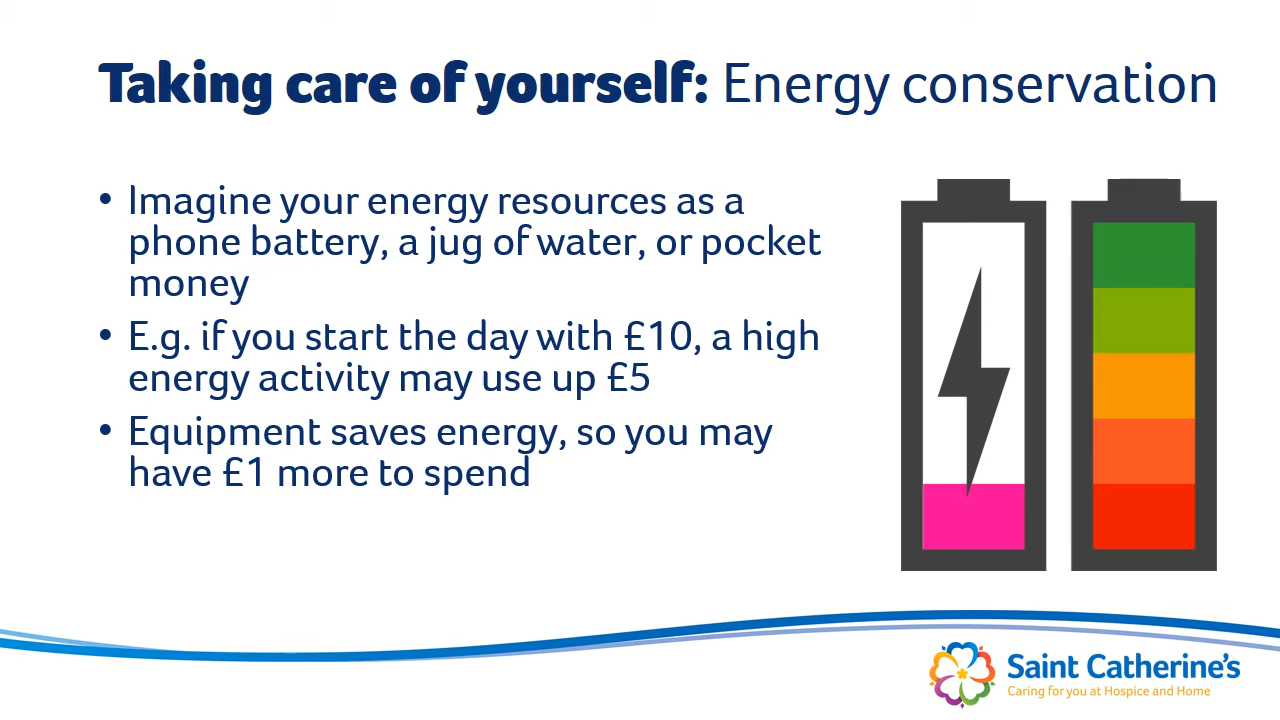 Taking care of yourself: Energy conservation
• Imagine your energy resources as a
phone battery, a jug of water, or pocket
money
• E.g. if you start the day with £10, a high
energy activity may use up £5
• Equipment saves energy, so you may
have £1 more to spend
Saint Catherine's
Caring for you at Hospice and Home